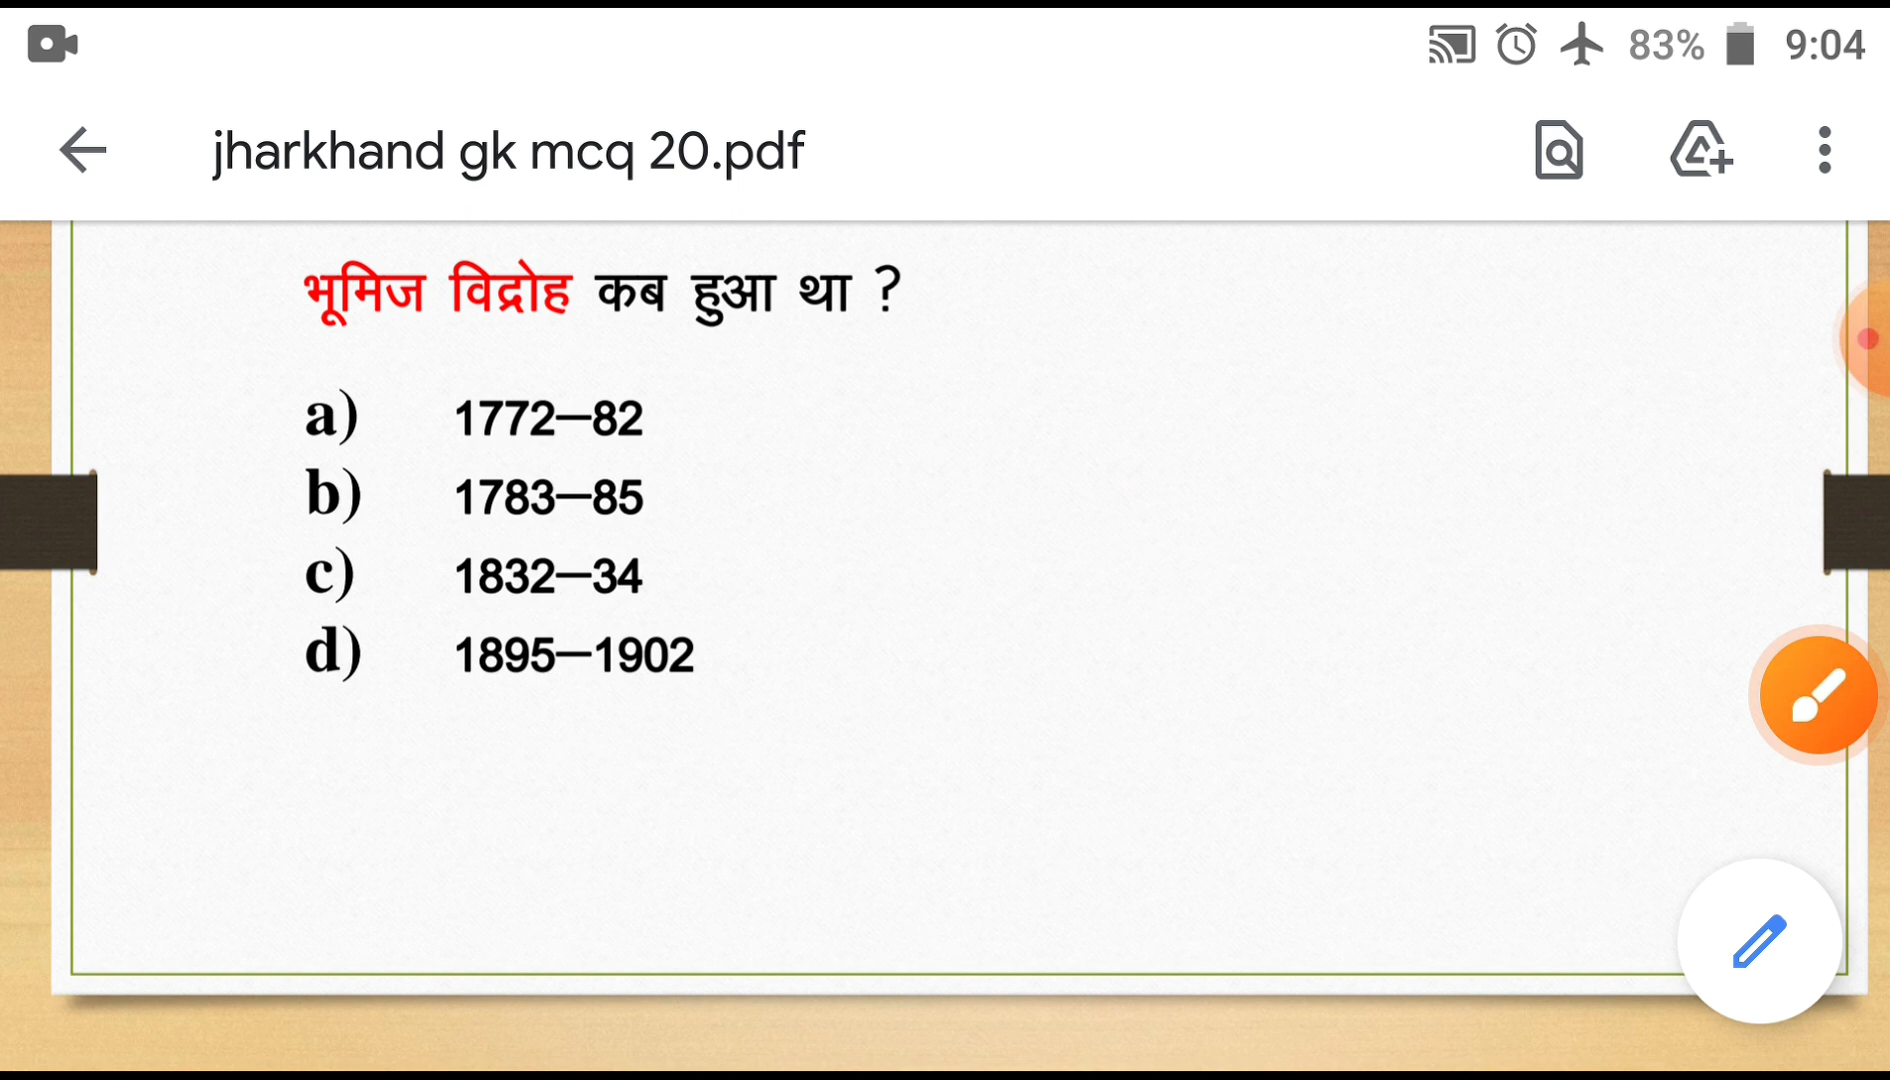 83% 9:04
jharkhand gk mcq 20.pdf
भूमिज विद्रोह कब हुआ था ?
a) 1772–82
b) 1783–85
c) 1832–34
d) 1895–1902